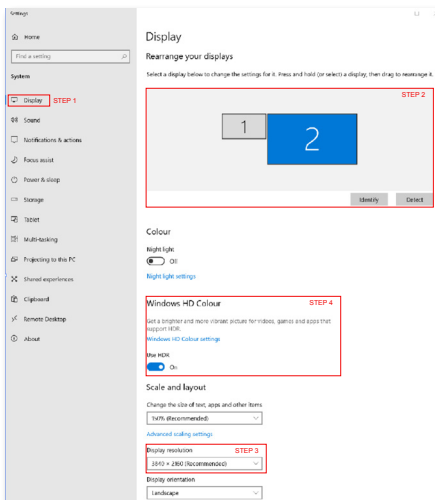 Settings
Home
Find a setting
System
Display
STEP 1
Sound
Notifications & actions
Focus assist
Power & sleep
Storage
Tablet
Multi-tasking
Projecting to this PC
Shared experiences
Clipboard
Remote Desktop
About
Display
Rearrange your displays
Select a display below to change the settings for it. Press and hold (or select) a display, then drag to rearrange it.
STEP 2
1
2
Identify
Detect
Colour
Night light
Off
Night light settings
Windows HD Colour
STEP 4
Get a brighter and more vibrant picture for videos, games and apps that
support HDR.
Windows HD Colour settings
Use HDR
On
Scale and layout
Change the size of text, apps and other items
150% (Recommended)
Advanced scaling settings
Display resolution
STEP 3
3840 × 2160 (Recommended)
Display orientation
Landscape